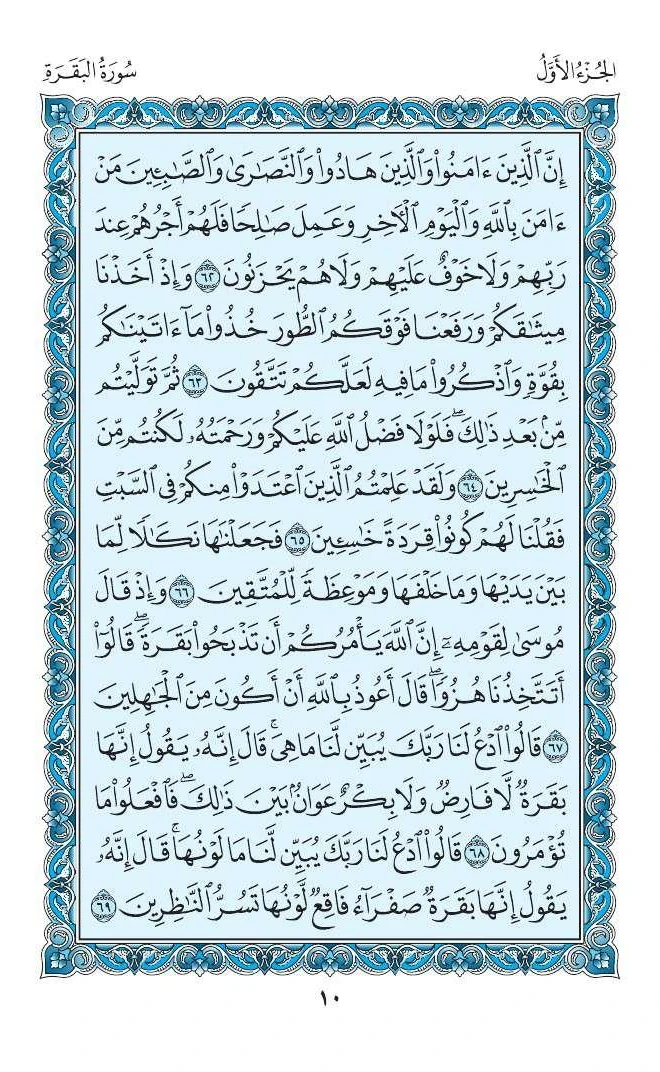 الجُزْءُ الأَوَّلُ
سُورَةُ البَقَرَةِ
إِنَّ ٱلَّذِينَ ءَامَنُوا۟ وَٱلَّذِينَ هَادُوا۟ وَٱلنَّصَٰرَىٰ وَٱلصَّٰبِـِٔينَ مَنْ
ءَامَنَ بِٱللَّهِ وَٱلْيَوْمِ ٱلْـَٔاخِرِ وَعَمِلَ صَٰلِحًا فَلَهُمْ أَجْرُهُمْ عِندَ
رَبِّهِمْ وَلَا خَوْفٌ عَلَيْهِمْ وَلَا هُمْ يَحْزَنُونَ ٦٢ وَإِذْ أَخَذْنَا
مِيثَٰقَكُمْ وَرَفَعْنَا فَوْقَكُمُ ٱلطُّورَ خُذُوا۟ مَآ ءَاتَيْنَٰكُم
بِقُوَّةٍ وَٱذْكُرُوا۟ مَا فِيهِ لَعَلَّكُمْ تَتَّقُونَ ٦٣ ثُمَّ تَوَلَّيْتُم
مِّنۢ بَعْدِ ذَٰلِكَ ۖ فَلَوْلَا فَضْلُ ٱللَّهِ عَلَيْكُمْ وَرَحْمَتُهُۥ لَكُنتُم مِّنَ
ٱلْخَٰسِرِينَ ٦٤ وَلَقَدْ عَلِمْتُمُ ٱلَّذِينَ ٱعْتَدَوْا۟ مِنكُمْ فِى ٱلسَّبْتِ
فَقُلْنَا لَهُمْ كُونُوا۟ قِرَدَةً خَٰسِـِٔينَ ٦٥ فَجَعَلْنَٰهَا نَكَٰلًا لِّمَا
بَيْنَ يَدَيْهَا وَمَا خَلْفَهَا وَمَوْعِظَةً لِّلْمُتَّقِينَ ٦٦ وَإِذْ قَالَ
مُوسَىٰ لِقَوْمِهِۦٓ إِنَّ ٱللَّهَ يَأْمُرُكُمْ أَن تَذْبَحُوا۟ بَقَرَةً ۖ قَالُوٓا۟
أَتَتَّخِذُنَا هُزُوًا ۖ قَالَ أَعُوذُ بِٱللَّهِ أَنْ أَكُونَ مِنَ ٱلْجَٰهِلِينَ
٦٧ قَالُوا۟ ٱدْعُ لَنَا رَبَّكَ يُبَيِّن لَّنَا مَا هِىَ ۚ قَالَ إِنَّهُۥ يَقُولُ إِنَّهَا
بَقَرَةٌ لَّا فَارِضٌ وَلَا بِكْرٌ عَوَانٌۢ بَيْنَ ذَٰلِكَ ۖ فَٱفْعَلُوا۟ مَا
تُؤْمَرُونَ ٦٨ قَالُوا۟ ٱدْعُ لَنَا رَبَّكَ يُبَيِّن لَّنَا مَا لَوْنُهَا ۚ قَالَ إِنَّهُۥ
يَقُولُ إِنَّهَا بَقَرَةٌ صَفْرَآءُ فَاقِعٌ لَّوْنُهَا تَسُرُّ ٱلنَّٰظِرِينَ ٦٩
١٠